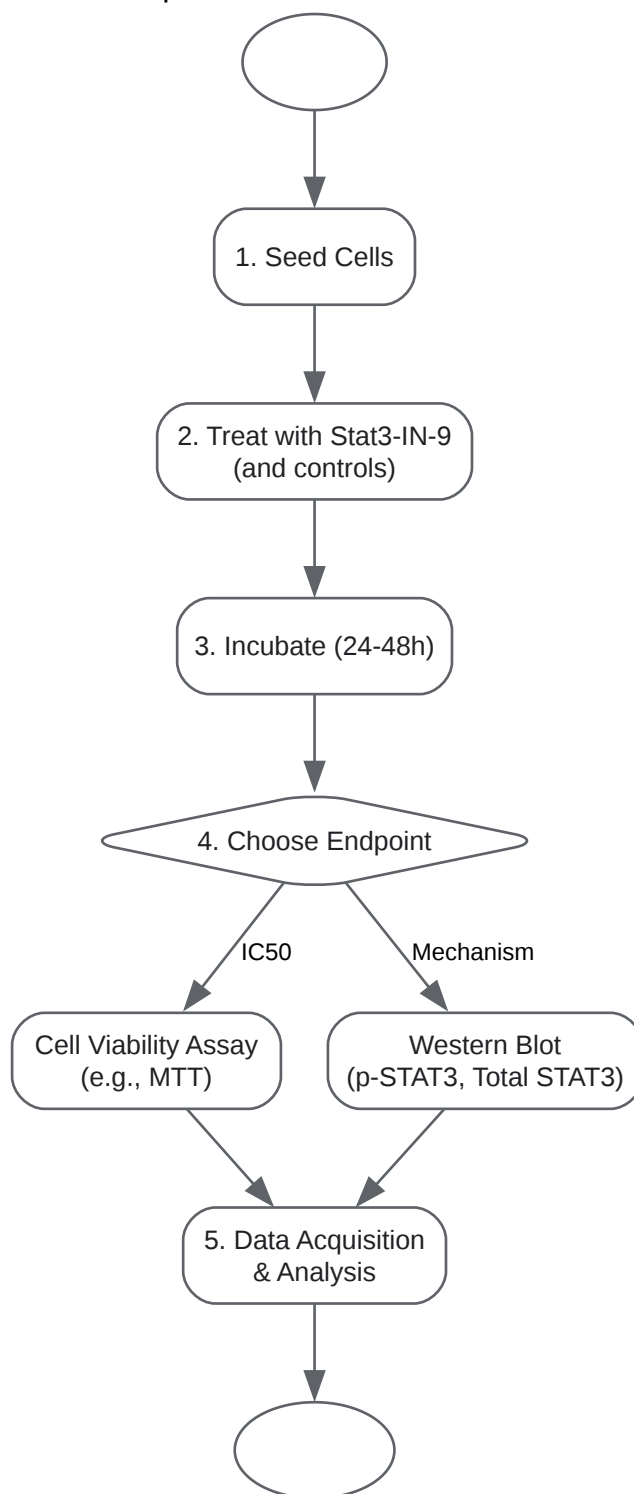 1. Seed Cells
2. Treat with Stat3-IN-9
(and controls)
3. Incubate (24-48h)
4. Choose Endpoint
IC50
Mechanism
Cell Viability Assay
(e.g., MTT)
Western Blot
(p-STAT3, Total STAT3)
5. Data Acquisition
& Analysis